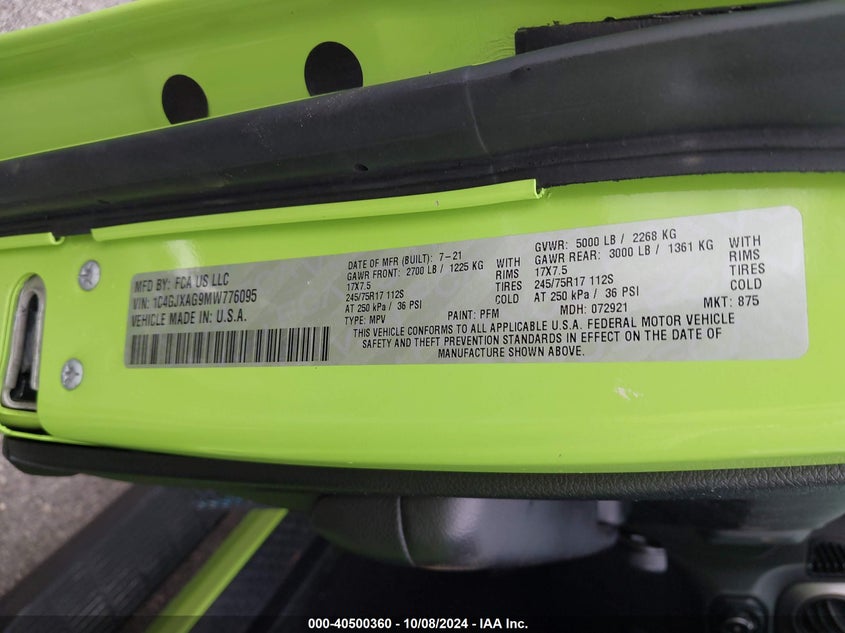 MFD BY: FCA US LLC
VIN: 1C4GJXAG9MW776095
VEHICLE MADE IN U.S.A.
DATE OF MFR (BUILT): 7-21
GAWR FRONT: 2700 LB / 1225 KG WITH
17X7.5 RIMS
245/75R17 112S TIRES
AT 250 kPa / 36 PSI COLD
TYPE: MPV
GVWR: 5000 LB / 2268 KG
GAWR REAR: 3000 LB / 1361 KG WITH
17X7.5 RIMS
245/75R17 112S TIRES
AT 250 kPa / 36 PSI COLD
PAINT: PFM MDH: 072921 MKT: 875
THIS VEHICLE CONFORMS TO ALL APPLICABLE U.S.A. FEDERAL MOTOR VEHICLE
SAFETY AND THEFT PREVENTION STANDARDS IN EFFECT ON THE DATE OF
MANUFACTURE SHOWN ABOVE.
000-40500360 - 10/08/2024 - IAA Inc.